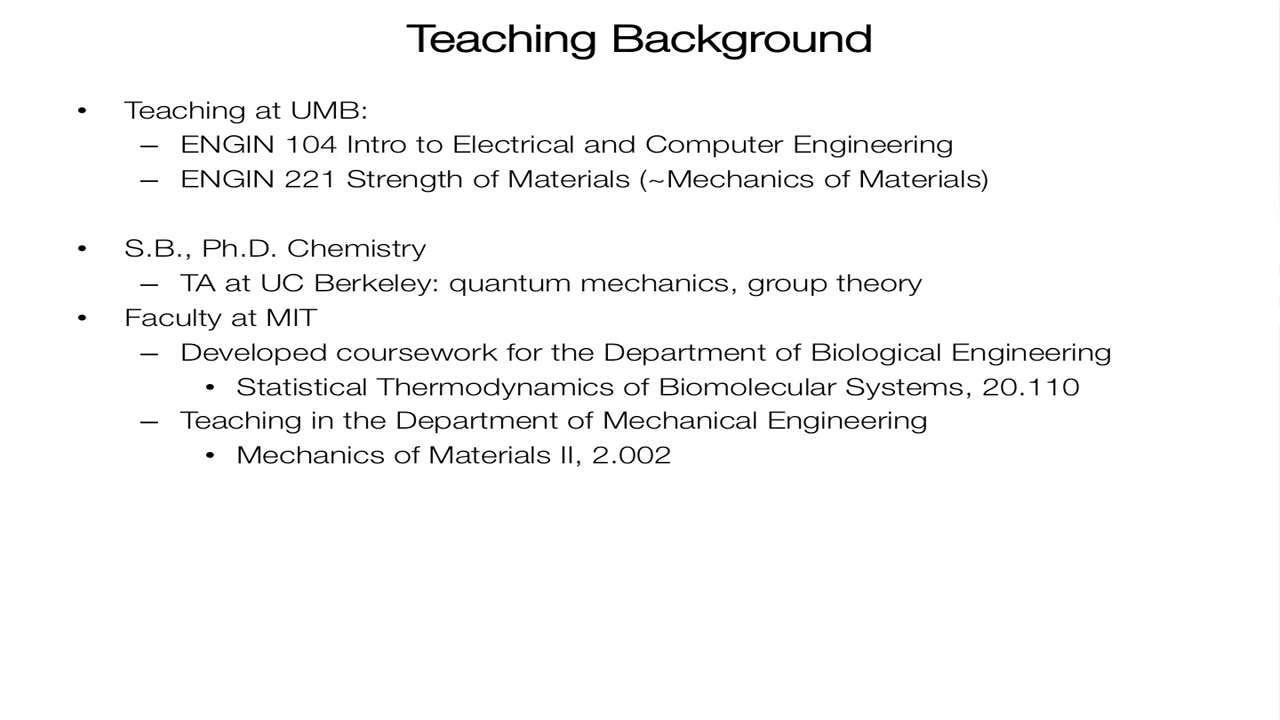 Teaching Background
• Teaching at UMB:
– ENGIN 104 Intro to Electrical and Computer Engineering
– ENGIN 221 Strength of Materials (~Mechanics of Materials)
• S.B., Ph.D. Chemistry
– TA at UC Berkeley: quantum mechanics, group theory
• Faculty at MIT
– Developed coursework for the Department of Biological Engineering
• Statistical Thermodynamics of Biomolecular Systems, 20.110
– Teaching in the Department of Mechanical Engineering
• Mechanics of Materials II, 2.002